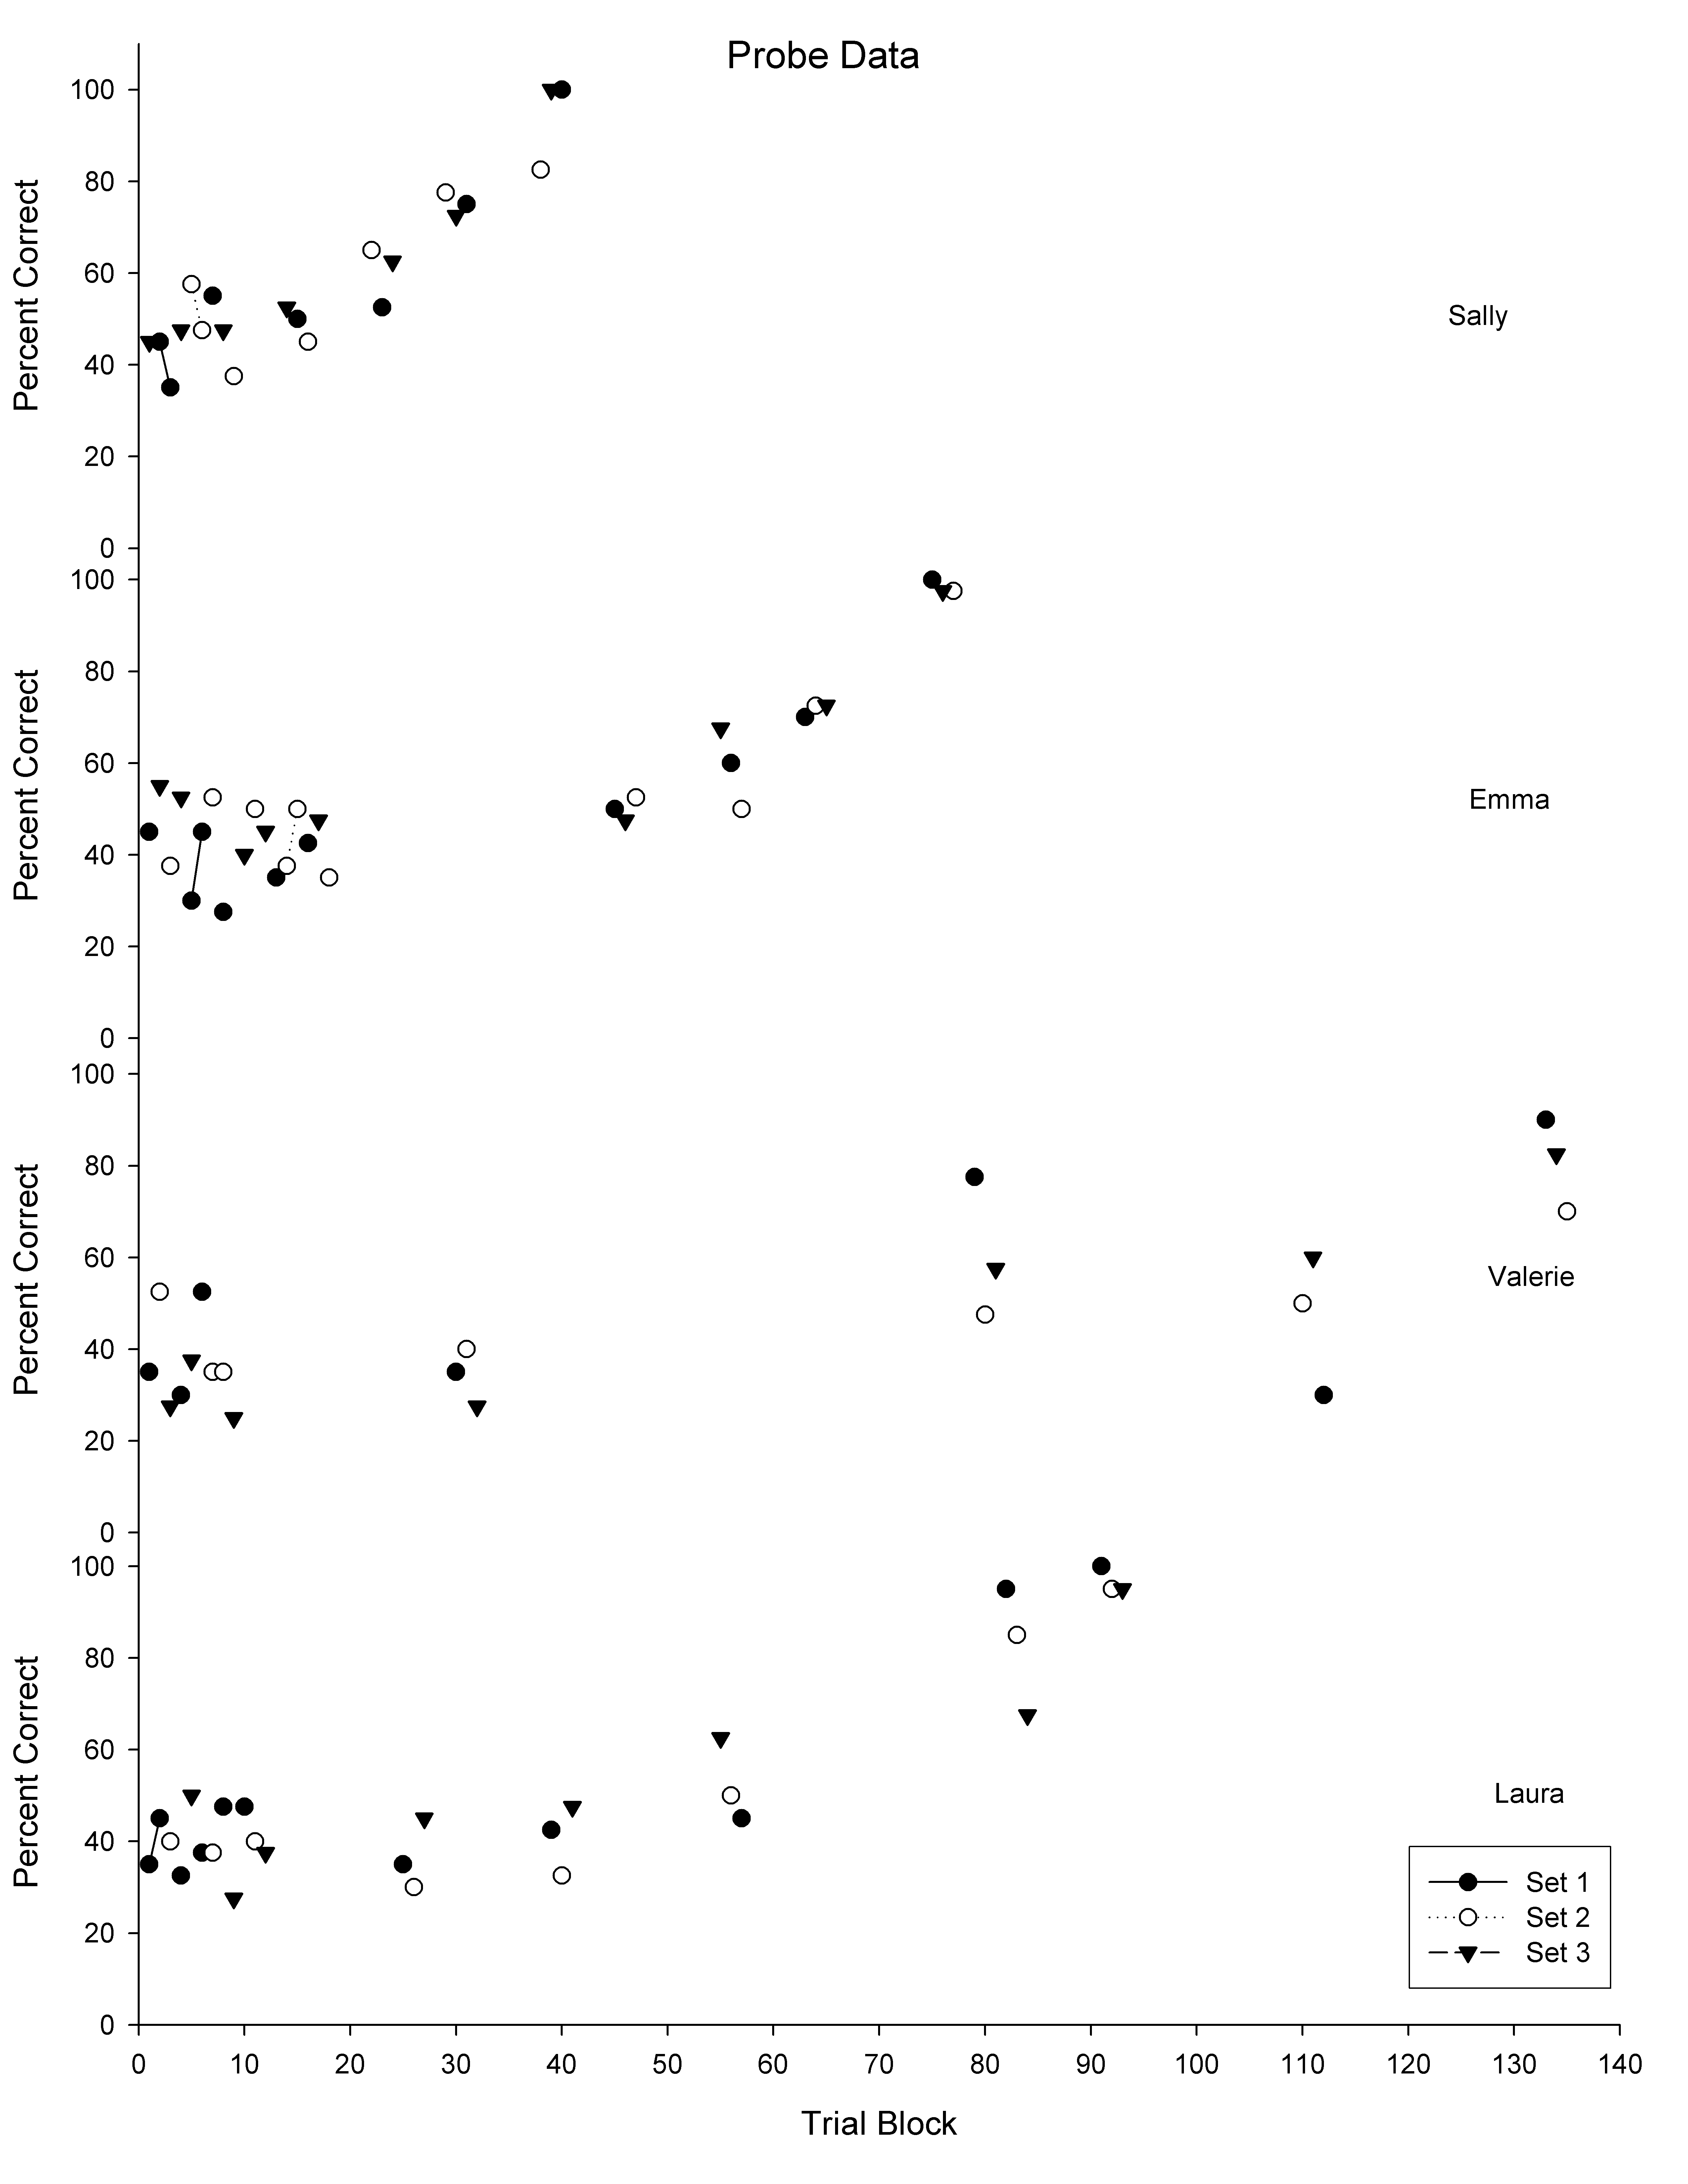 Probe Data
Percent Correct
100
80
60
40
20
0
Sally
Percent Correct
100
80
60
40
20
0
Emma
Percent Correct
100
80
60
40
20
0
Valerie
Percent Correct
100
80
60
40
20
0
Laura
Set 1
Set 2
Set 3
0 10 20 30 40 50 60 70 80 90 100 110 120 130 140
Trial Block